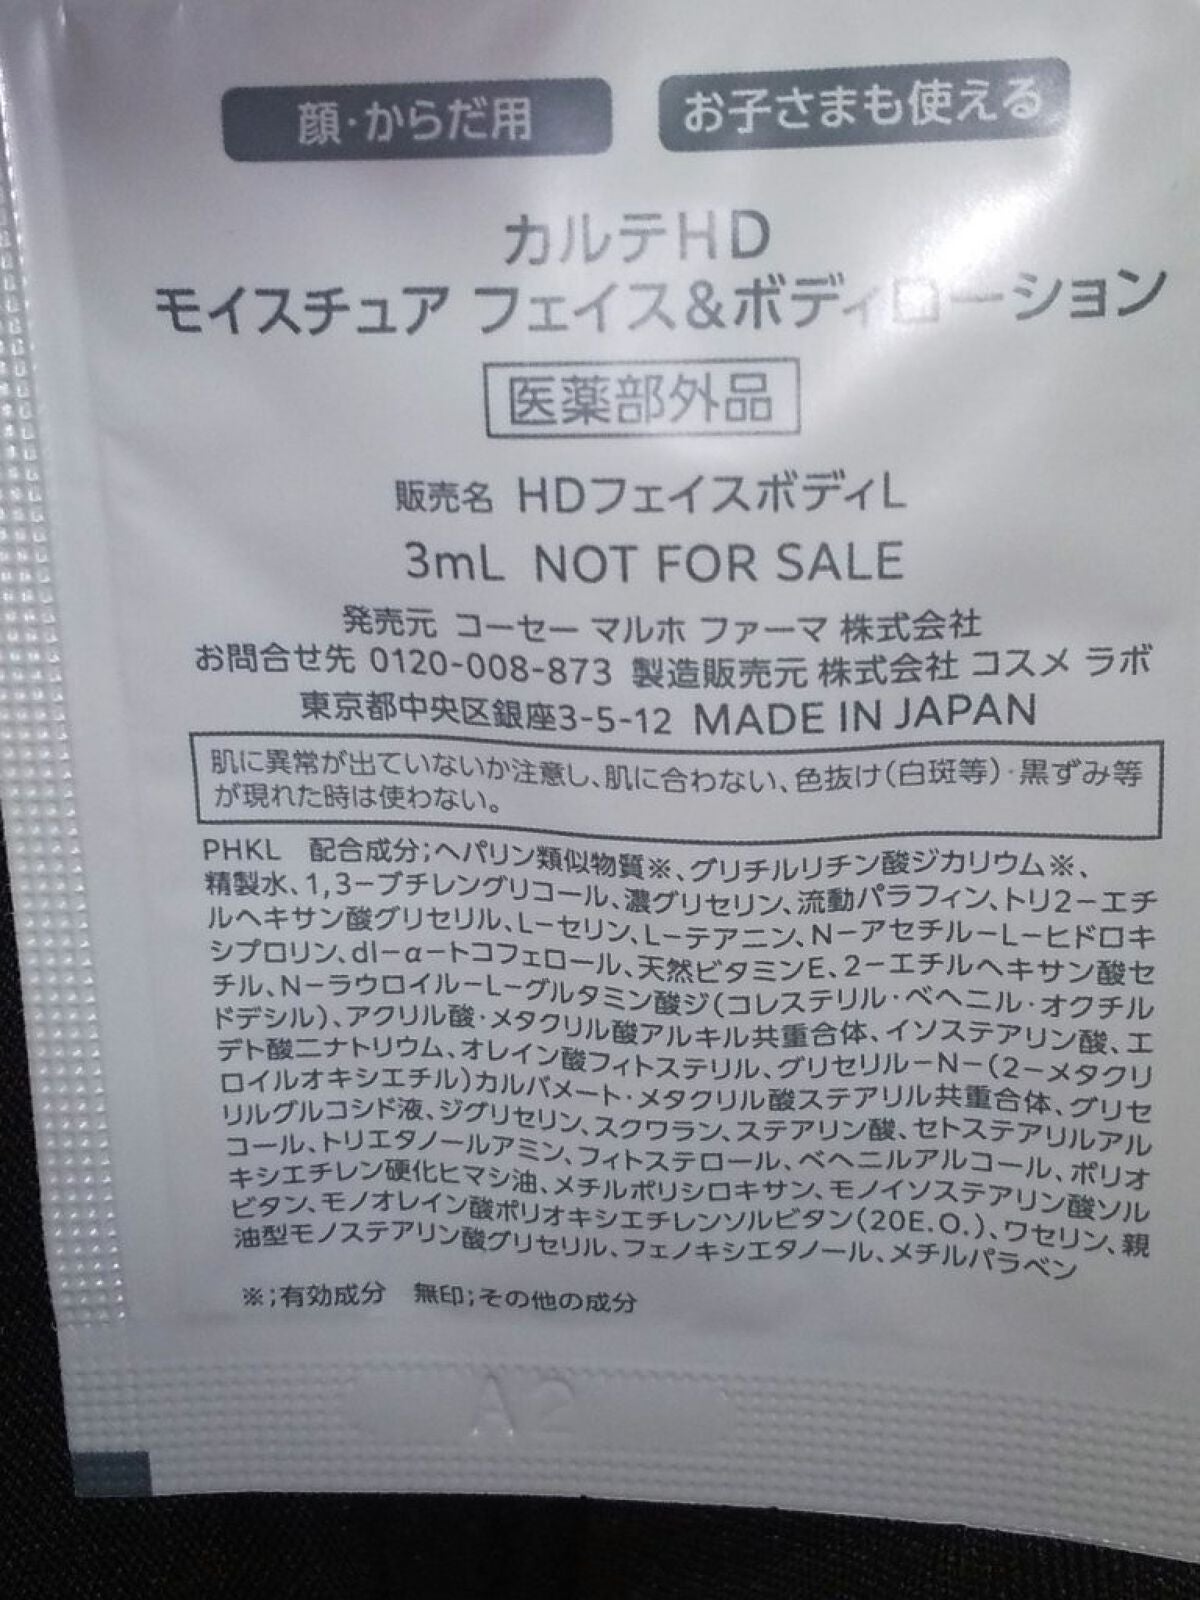 顔・からだ用
お子さまも使える
カルテHD
モイスチュア フェイス&ボディローション
医薬部外品
販売名 HDフェイスボディL
3mL NOT FOR SALE
発売元 コーセー マルホ ファーマ 株式会社
お問合せ先 0120-008-873 製造販売元 株式会社 コスメ ラボ
東京都中央区銀座3-5-12 MADE IN JAPAN
肌に異常が出ていないか注意し、肌に合わない、色抜け(白斑等)・黒ずみ等
が現れた時は使わない。
PHKL 配合成分;ヘパリン類似物質※、グリチルリチン酸ジカリウム※、
精製水、1,3-ブチレングリコール、濃グリセリン、流動パラフィン、トリ2-エチ
ルヘキサン酸グリセリル、L-セリン、L-テアニン、N-アセチル-L-ヒドロキ
シプロリン、dl-α-トコフェロール、天然ビタミンE、2-エチルヘキサン酸セ
チル、N-ラウロイル-L-グルタミン酸ジ(コレステリル・ベヘニル・オクチル
ドデシル)、アクリル酸・メタクリル酸アルキル共重合体、イソステアリン酸、エ
デト酸二ナトリウム、オレイン酸フィトステリル、グリセリル-N-(2-メタクリ
ロイルオキシエチル)カルバメート・メタクリル酸ステアリル共重合体、グリセ
リルグルコシド液、ジグリセリン、スクワラン、ステアリン酸、セトステアリルアル
コール、トリエタノールアミン、フィトステロール、ベヘニルアルコール、ポリオ
キシエチレン硬化ヒマシ油、メチルポリシロキサン、モノイソステアリン酸ソル
ビタン、モノオレイン酸ポリオキシエチレンソルビタン(20E.O.)、ワセリン、親
油型モノステアリン酸グリセリル、フェノキシエタノール、メチルパラベン
※;有効成分 無印;その他の成分
A2